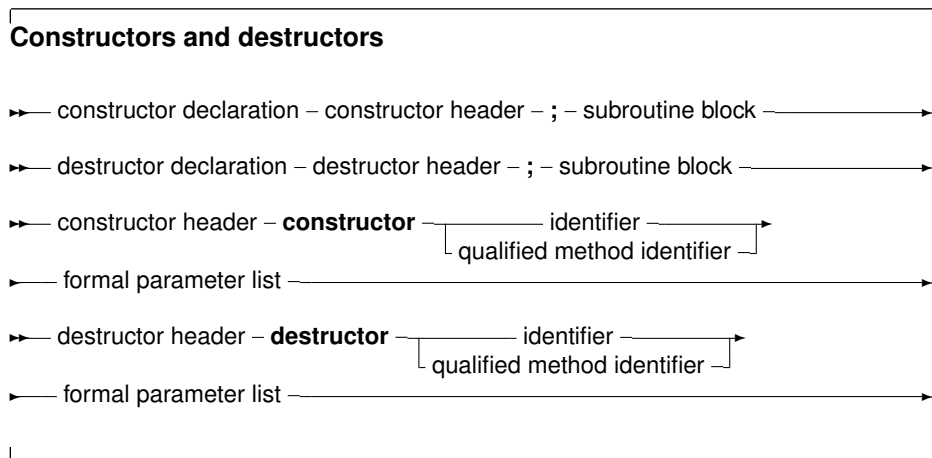 Constructors and destructors
constructor declaration – constructor header – ; – subroutine block
destructor declaration – destructor header – ; – subroutine block
constructor header – constructor – identifier
qualified method identifier
formal parameter list
destructor header – destructor – identifier
qualified method identifier
formal parameter list